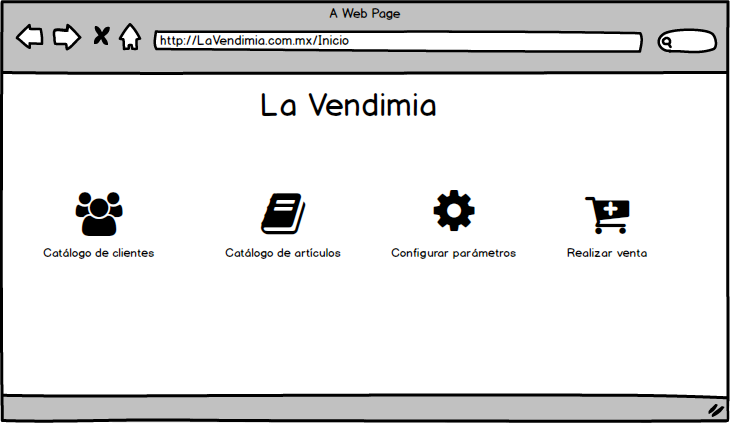 A Web Page
http://LaVendimia.com.mx/Inicio
La Vendimia
Catálogo de clientes
Catálogo de artículos
Configurar parámetros
Realizar venta